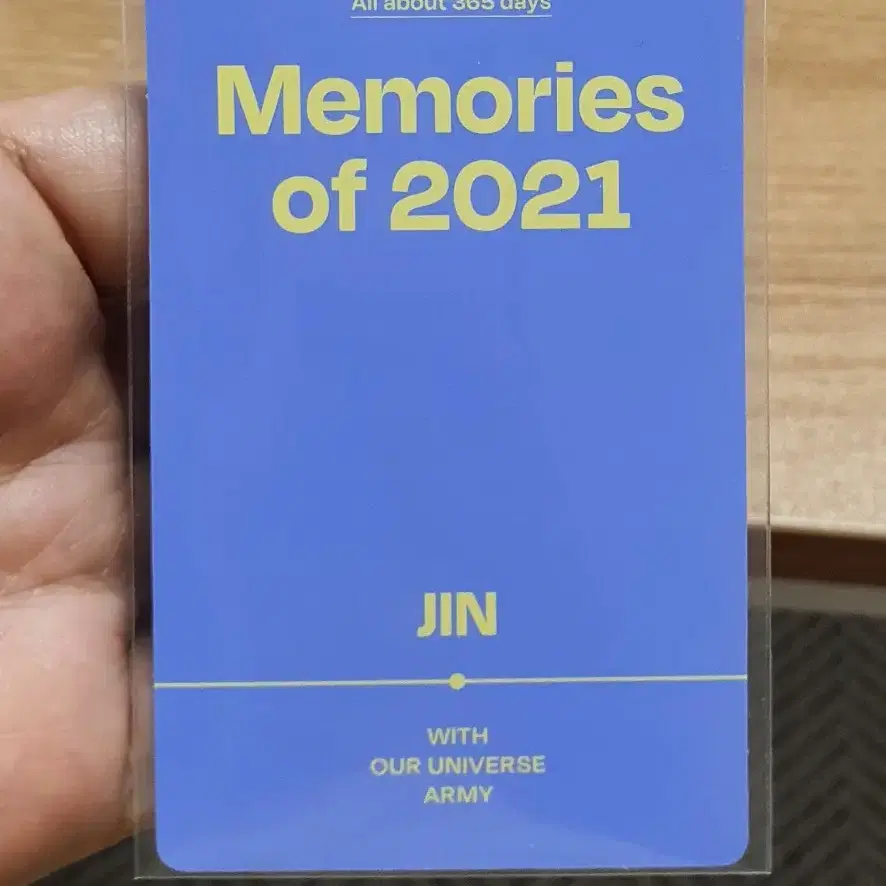 All about 365 days
Memories
of 2021
JIN
WITH
OUR UNIVERSE
ARMY